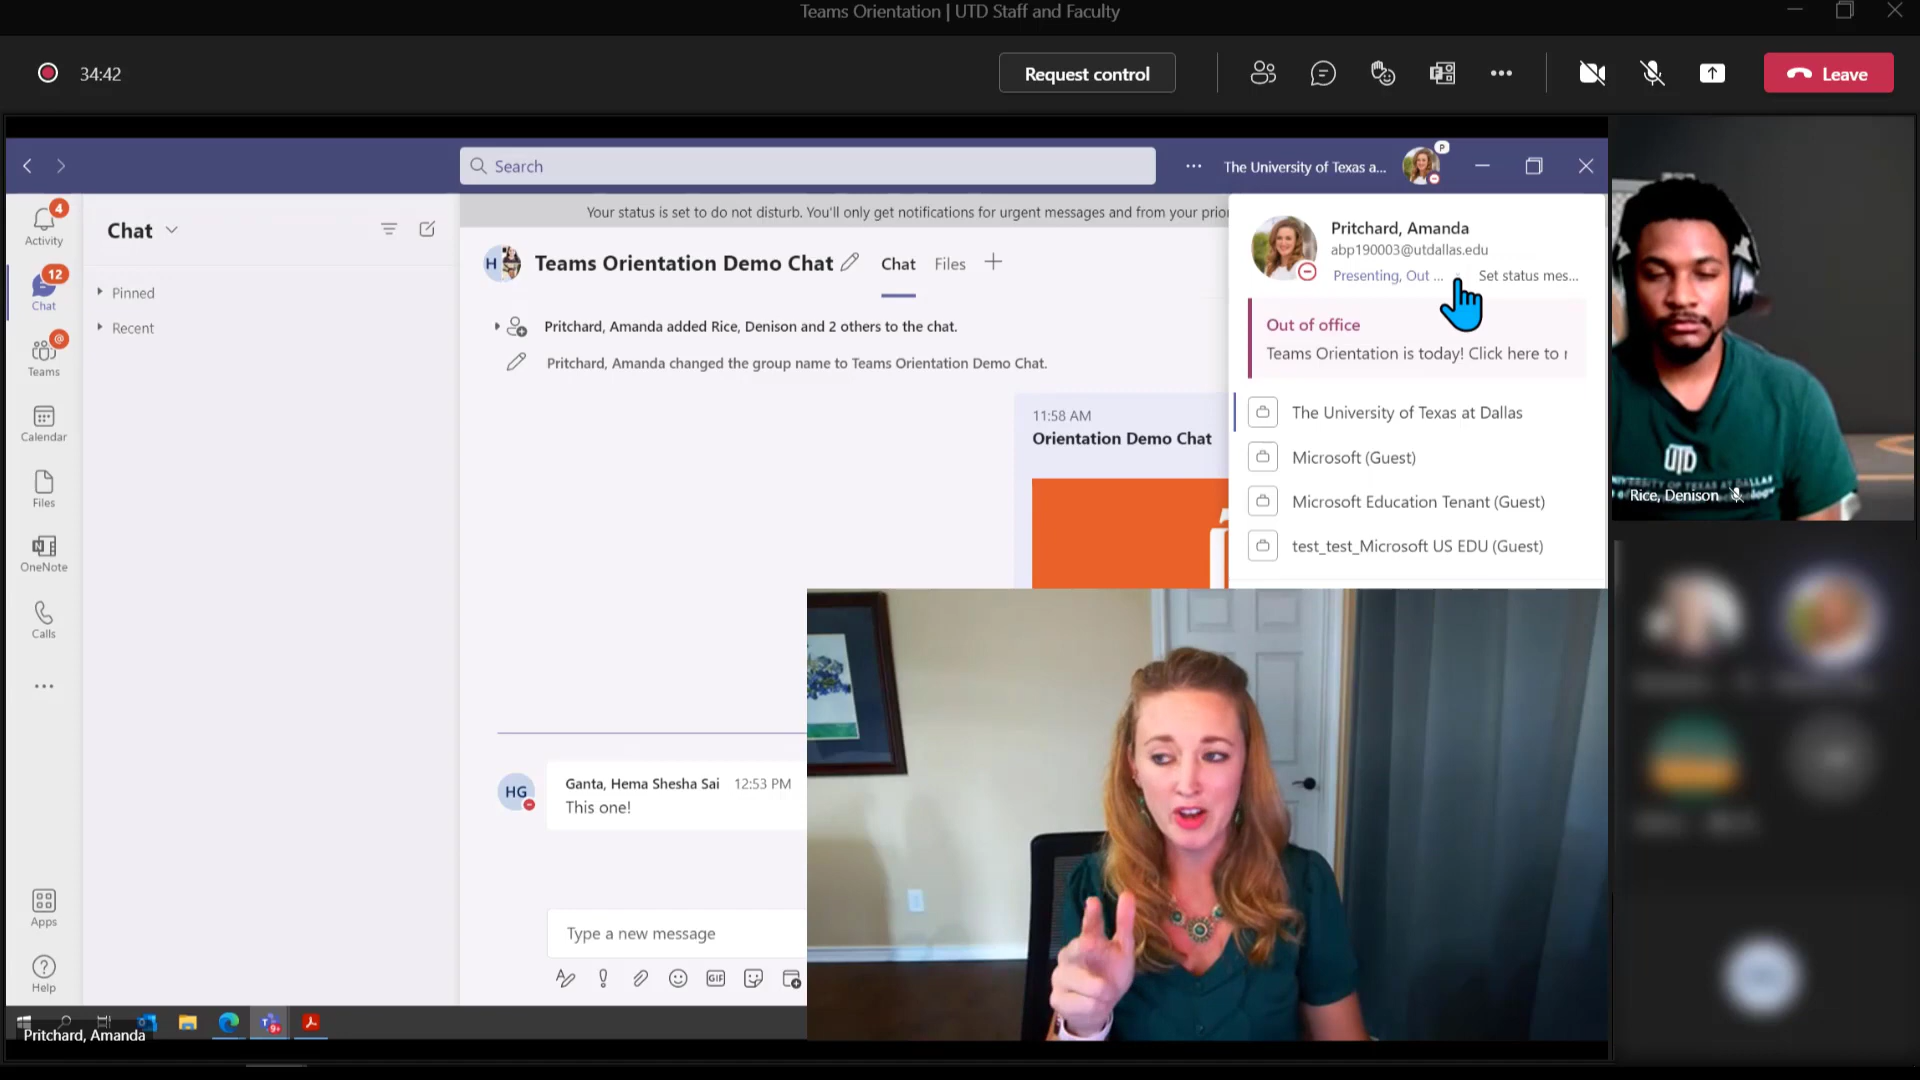 Teams Orientation | UTD Staff and Faculty
34:42
Request control
Leave
Search
The University of Texas a...
P
4
Activity
12
Chat
@
Teams
Calendar
Files
OneNote
Calls
Apps
Help
Chat
Pinned
Recent
Your status is set to do not disturb. You'll only get notifications for urgent messages and from your
H
Teams Orientation Demo Chat
Chat
Files
Pritchard, Amanda added Rice, Denison and 2 others to the chat.
Pritchard, Amanda changed the group name to Teams Orientation Demo Chat.
11:58 AM
Orientation Demo Chat
HG
Ganta, Hema Shesha Sai
12:53 PM
This one!
Type a new message
GIF
Pritchard, Amanda
abp190003@utdallas.edu
Presenting, Out ...
Set status mes...
Out of office
Teams Orientation is today! Click here to
The University of Texas at Dallas
Microsoft (Guest)
Microsoft Education Tenant (Guest)
test_test_Microsoft US EDU (Guest)
UTD
Rice, Denison
9+
Pritchard, Amanda